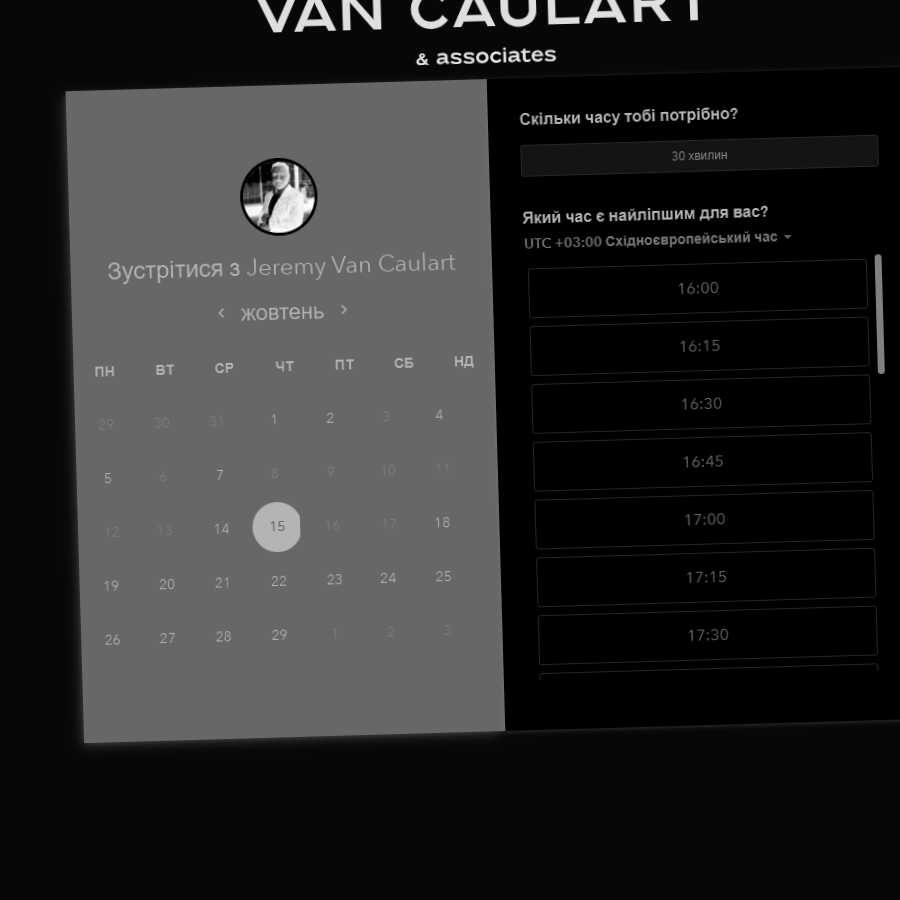 VAN CAULART
& associates
Зустрітися з Jeremy Van Caulart
жовтень
ПН ВТ СР ЧТ ПТ СБ НД
29 30 31 1 2 3 4
5 6 7 8 9 10 11
12 13 14 15 16 17 18
19 20 21 22 23 24 25
26 27 28 29 1 2 3
Скільки часу тобі потрібно?
30 хвилин
Який час є найліпшим для вас?
UTC +03:00 Східноєвропейський час
16:00
16:15
16:30
16:45
17:00
17:15
17:30